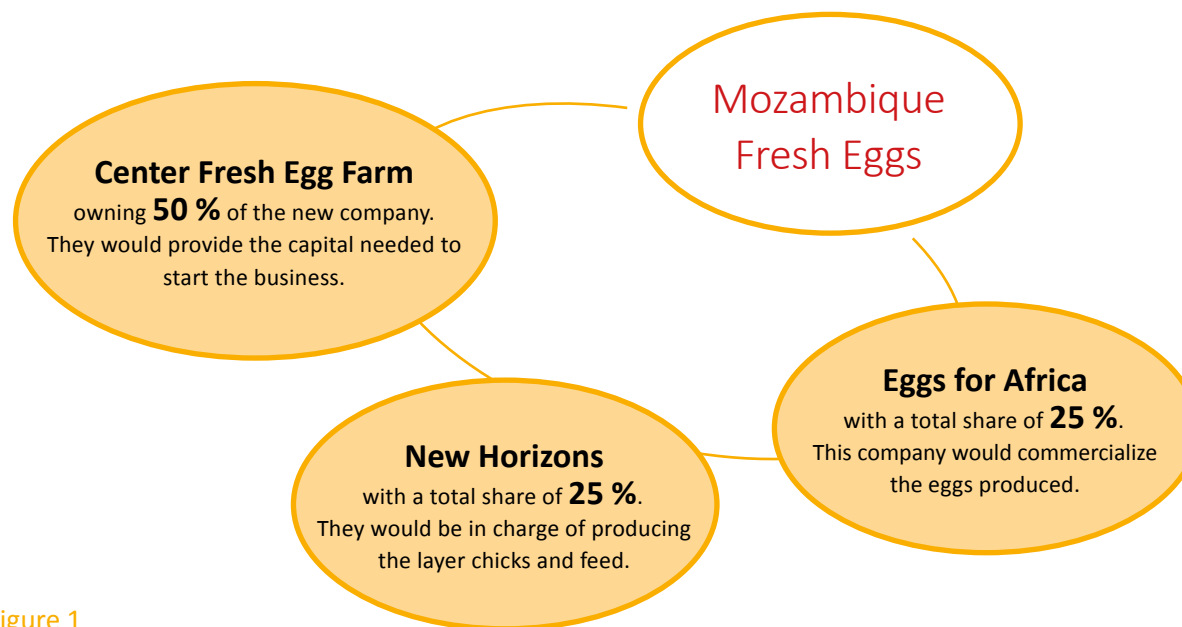 Mozambique
Fresh Eggs
Center Fresh Egg Farm
owning 50 % of the new company.
They would provide the capital needed to
start the business.
Eggs for Africa
with a total share of 25 %.
This company would commercialize
the eggs produced.
New Horizons
with a total share of 25 %.
They would be in charge of producing
the layer chicks and feed.
igure 1